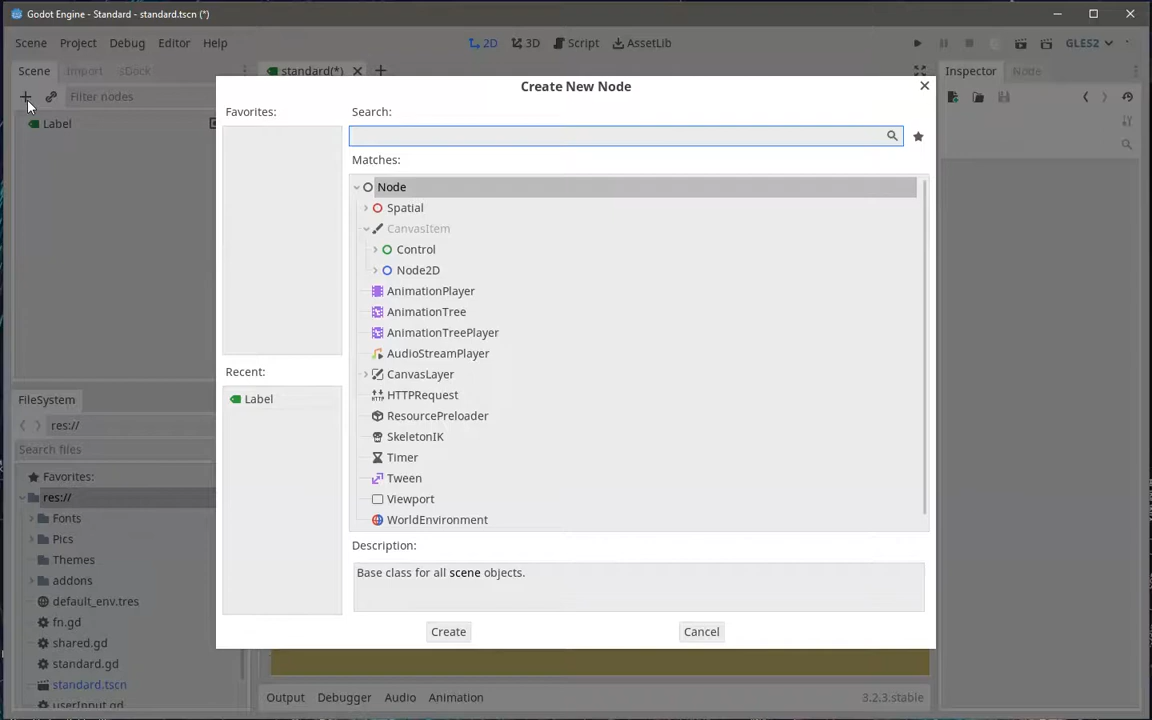 Godot Engine - Standard - standard.tscn (*)
Scene Project Debug Editor Help
2D 3D Script AssetLib
GLES2
Scene Import sDock
standard(*)
Inspector Node
Filter nodes
Label
Create New Node
Favorites:
Search:
Matches:
Node
Spatial
CanvasItem
Control
Node2D
AnimationPlayer
AnimationTree
AnimationTreePlayer
AudioStreamPlayer
CanvasLayer
HTTPRequest
ResourcePreloader
SkeletonIK
Timer
Tween
Viewport
WorldEnvironment
Recent:
Label
Description:
Base class for all scene objects.
Create Cancel
FileSystem
res://
Search files
Favorites:
res://
Fonts
Pics
Themes
addons
default_env.tres
fn.gd
shared.gd
standard.gd
standard.tscn
userInput.gd
Output Debugger Audio Animation
3.2.3.stable